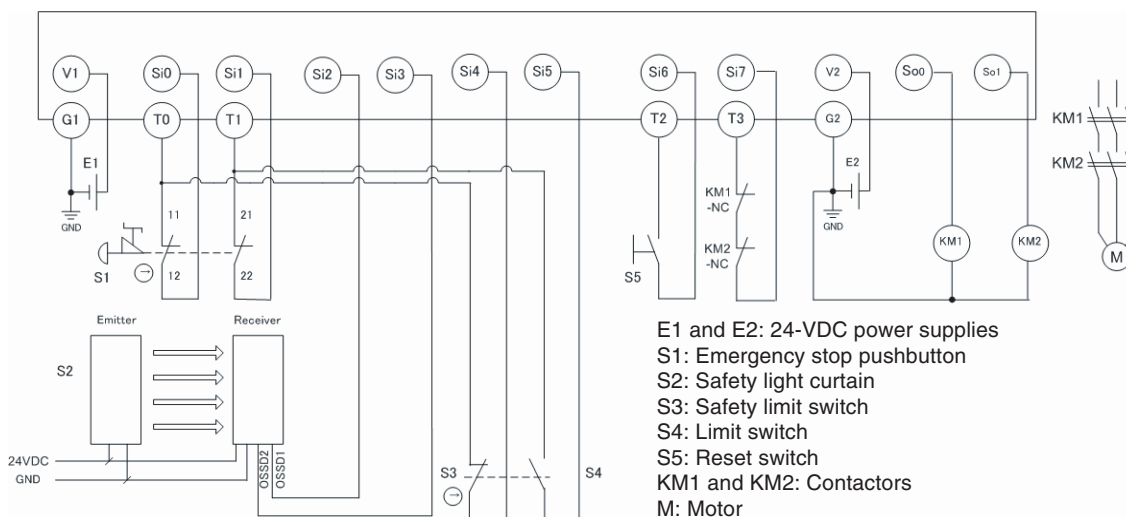 V1 Si0 Si1 Si2 Si3 Si4 Si5 Si6 Si7 V2 So0 So1
G1 T0 T1 T2 T3 G2
KM1
KM2
E1
E2
GND
GND
KM1
-NC
KM2
-NC
11 21
12 22
S1
S5
KM1 KM2
M
Emitter Receiver
S2
24VDC
GND
OSSD2
OSSD1
S3
S4
E1 and E2: 24-VDC power supplies
S1: Emergency stop pushbutton
S2: Safety light curtain
S3: Safety limit switch
S4: Limit switch
S5: Reset switch
KM1 and KM2: Contactors
M: Motor